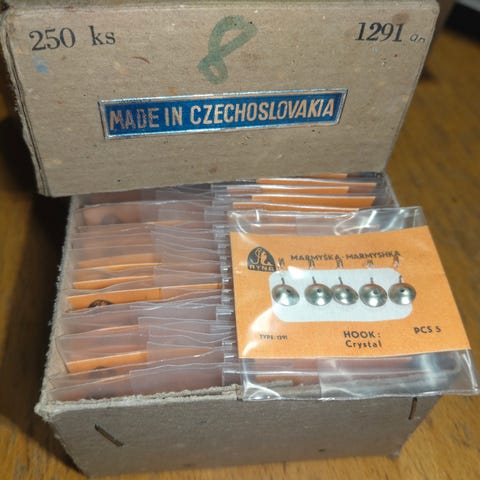 250 ks
1291
8
MADE IN CZECHOSLOVAKIA
MARMYŠKA-MARMYSHKA
TYPE: 1291
HOOK:
Crystal
PCS 5